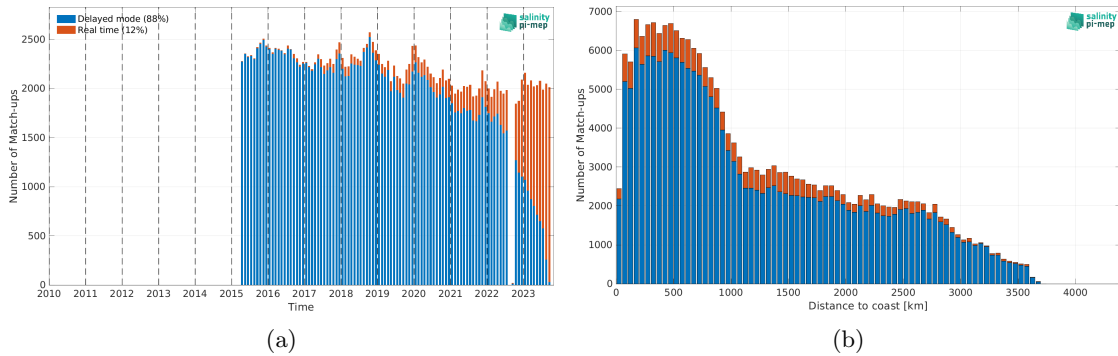 Delayed mode (88%)
Real time (12%)
salinity
pi-mep
2500
2000
1500
1000
500
0
Number of Match-ups
2010 2011 2012 2013 2014 2015 2016 2017 2018 2019 2020 2021 2022 2023
Time
(a)
salinity
pi-mep
7000
6000
5000
4000
3000
2000
1000
0
Number of Match-ups
0 500 1000 1500 2000 2500 3000 3500 4000
Distance to coast [km]
(b)